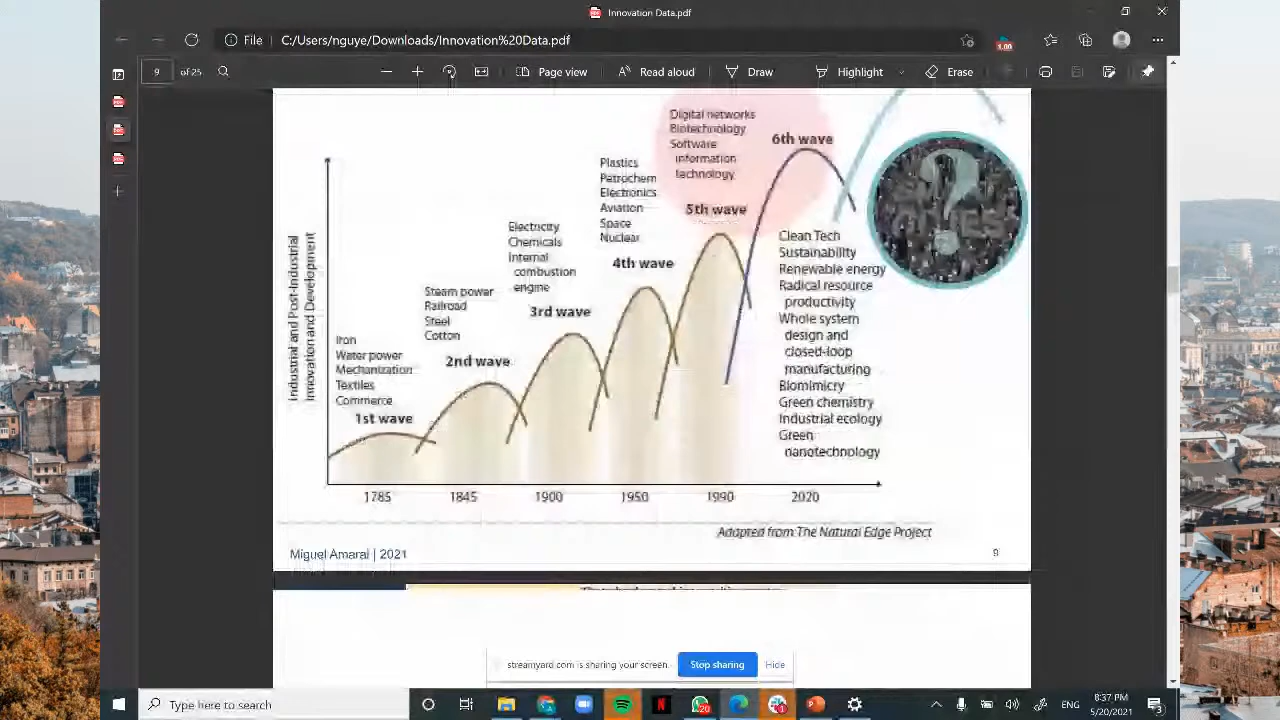 Innovation Data.pdf
File
C:/Users/nguye/Downloads/Innovation%20Data.pdf
1.00
9 of 25
Page view
Read aloud
Draw
Highlight
Erase
Industrial and Post-Industrial
Innovation and Development
Iron
Water power
Mechanization
Textiles
Commerce
1st wave
Steam power
Railroad
Steel
Cotton
2nd wave
Electricity
Chemicals
Internal
combustion
engine
3rd wave
Plastics
Petrochem
Electronics
Aviation
Space
Nuclear
4th wave
Digital networks
Biotechnology
Software
information
technology
5th wave
6th wave
Clean Tech
Sustainability
Renewable energy
Radical resource
productivity
Whole system
design and
closed-loop
manufacturing
Biomimicry
Green chemistry
Industrial ecology
Green
nanotechnology
?
1785 1845 1900 1950 1990 2020
Adapted from The Natural Edge Project
Miguel Amaral | 2021
9
streamyard.com is sharing your screen.
Stop sharing
Hide
Type here to search
20
ENG
8:37 PM
5/20/2021